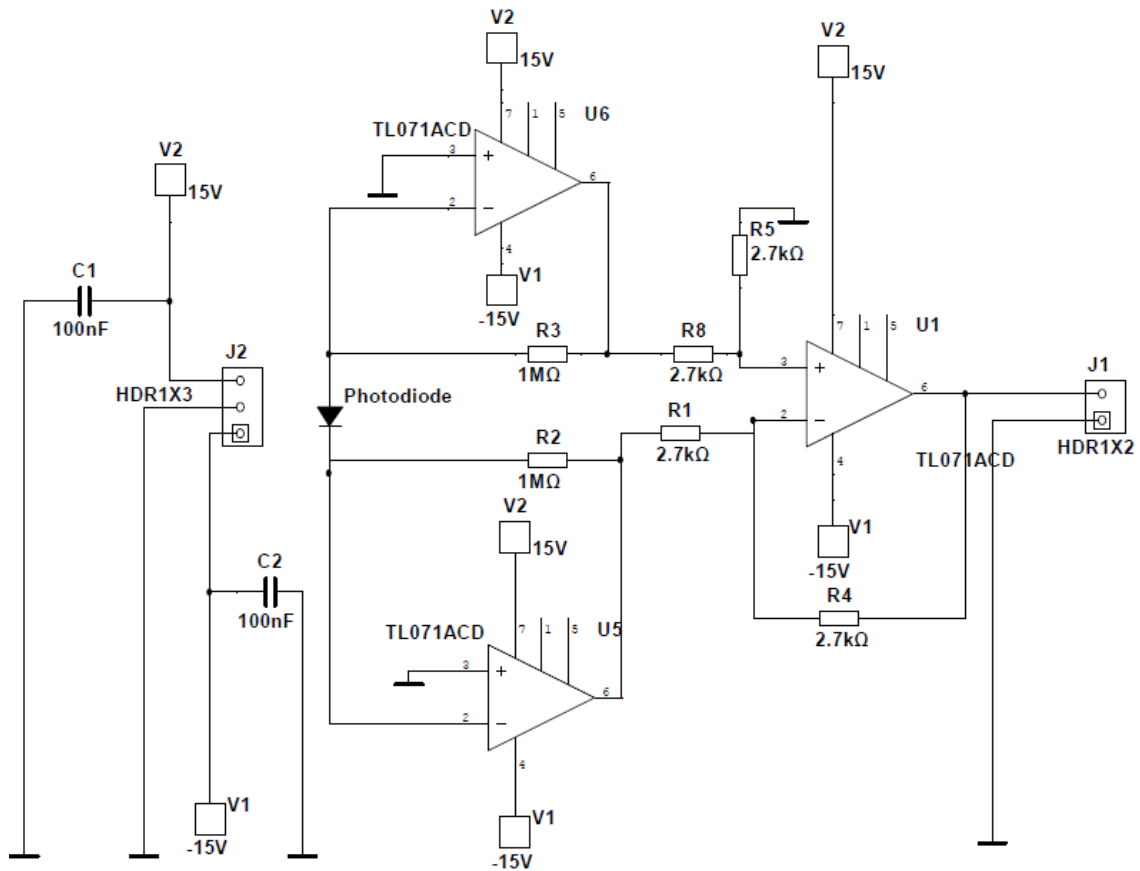 V2
15V
C1
100nF
J2
HDR1X3
C2
100nF
V1
-15V
V2
15V
7
1
5
U6
TL071ACD
3
+
2
−
6
4
V1
-15V
R3
1MΩ
Photodiode
R2
1MΩ
V2
15V
7
1
5
U5
TL071ACD
3
+
2
−
6
4
V1
-15V
R5
2.7kΩ
R8
2.7kΩ
R1
2.7kΩ
V2
15V
7
1
5
U1
3
+
2
−
6
TL071ACD
4
V1
-15V
R4
2.7kΩ
J1
HDR1X2